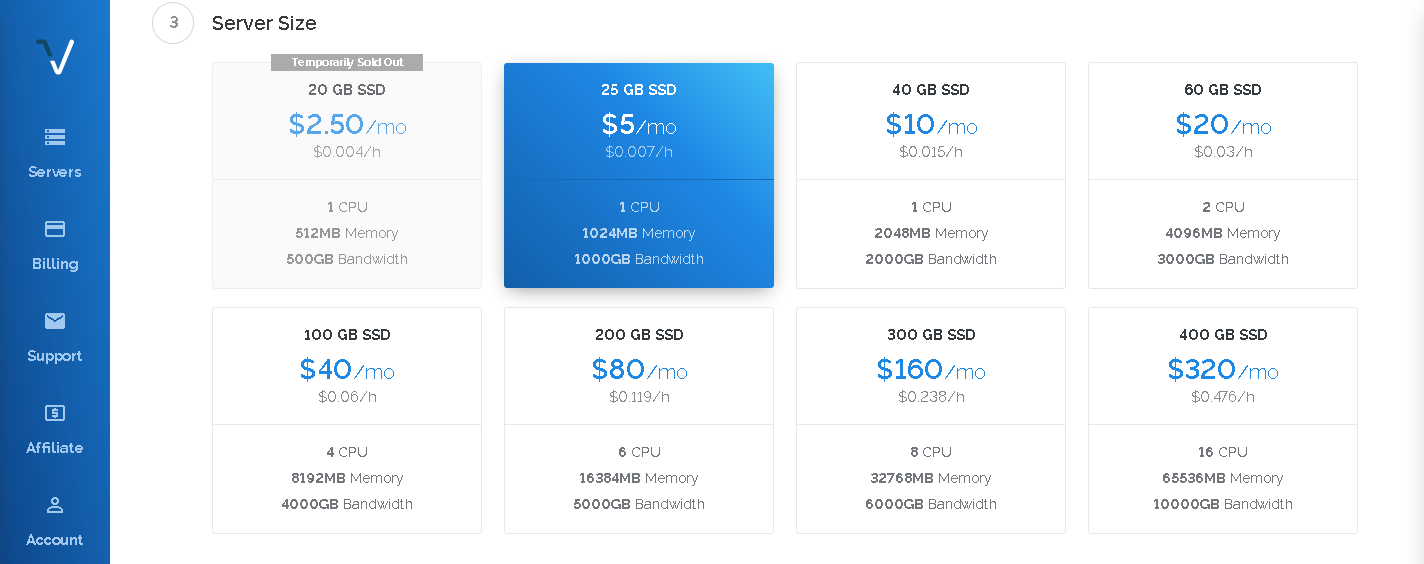 3 Server Size
Temporarily Sold Out
20 GB SSD
$2.50/mo
$0.004/h
1 CPU
512MB Memory
500GB Bandwidth
25 GB SSD
$5/mo
$0.007/h
1 CPU
1024MB Memory
1000GB Bandwidth
40 GB SSD
$10/mo
$0.015/h
1 CPU
2048MB Memory
2000GB Bandwidth
60 GB SSD
$20/mo
$0.03/h
2 CPU
4096MB Memory
3000GB Bandwidth
100 GB SSD
$40/mo
$0.06/h
4 CPU
8192MB Memory
4000GB Bandwidth
200 GB SSD
$80/mo
$0.119/h
6 CPU
16384MB Memory
5000GB Bandwidth
300 GB SSD
$160/mo
$0.238/h
8 CPU
32768MB Memory
6000GB Bandwidth
400 GB SSD
$320/mo
$0.476/h
16 CPU
65536MB Memory
10000GB Bandwidth
Servers
Billing
Support
Affiliate
Account